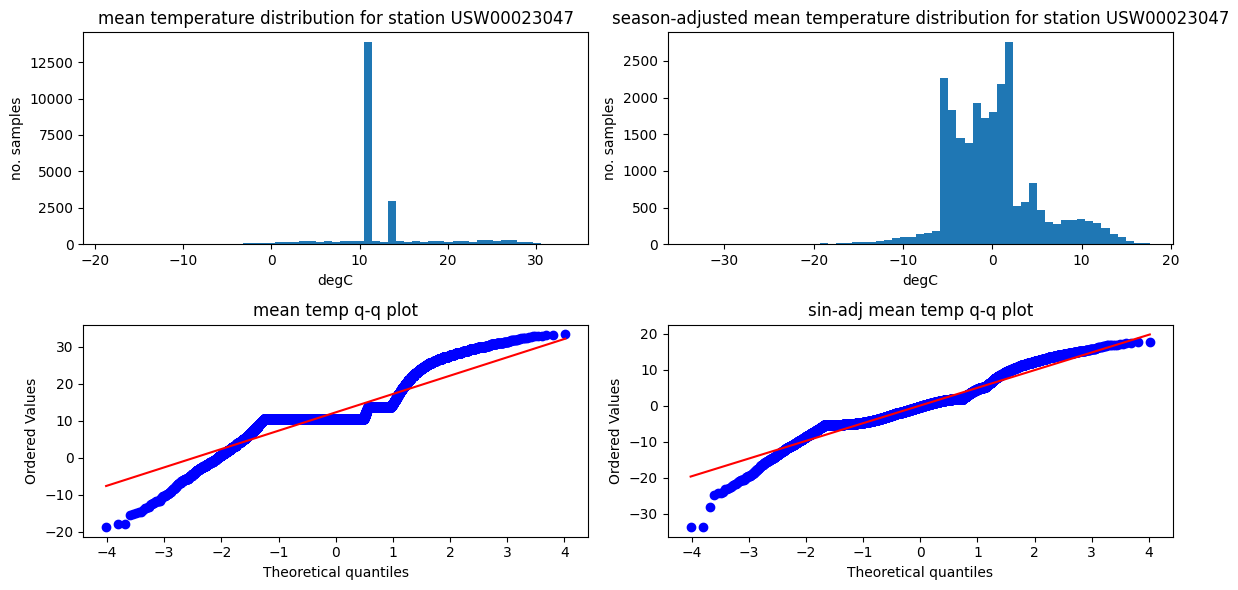 mean temperature distribution for station USW00023047
no. samples
12500
10000
7500
5000
2500
0
−20 −10 0 10 20 30
degC
season-adjusted mean temperature distribution for station USW00023047
no. samples
2500
2000
1500
1000
500
0
−30 −20 −10 0 10 20
degC
mean temp q-q plot
Ordered Values
30
20
10
0
−10
−20
−4 −3 −2 −1 0 1 2 3 4
Theoretical quantiles
sin-adj mean temp q-q plot
Ordered Values
20
10
0
−10
−20
−30
−4 −3 −2 −1 0 1 2 3 4
Theoretical quantiles